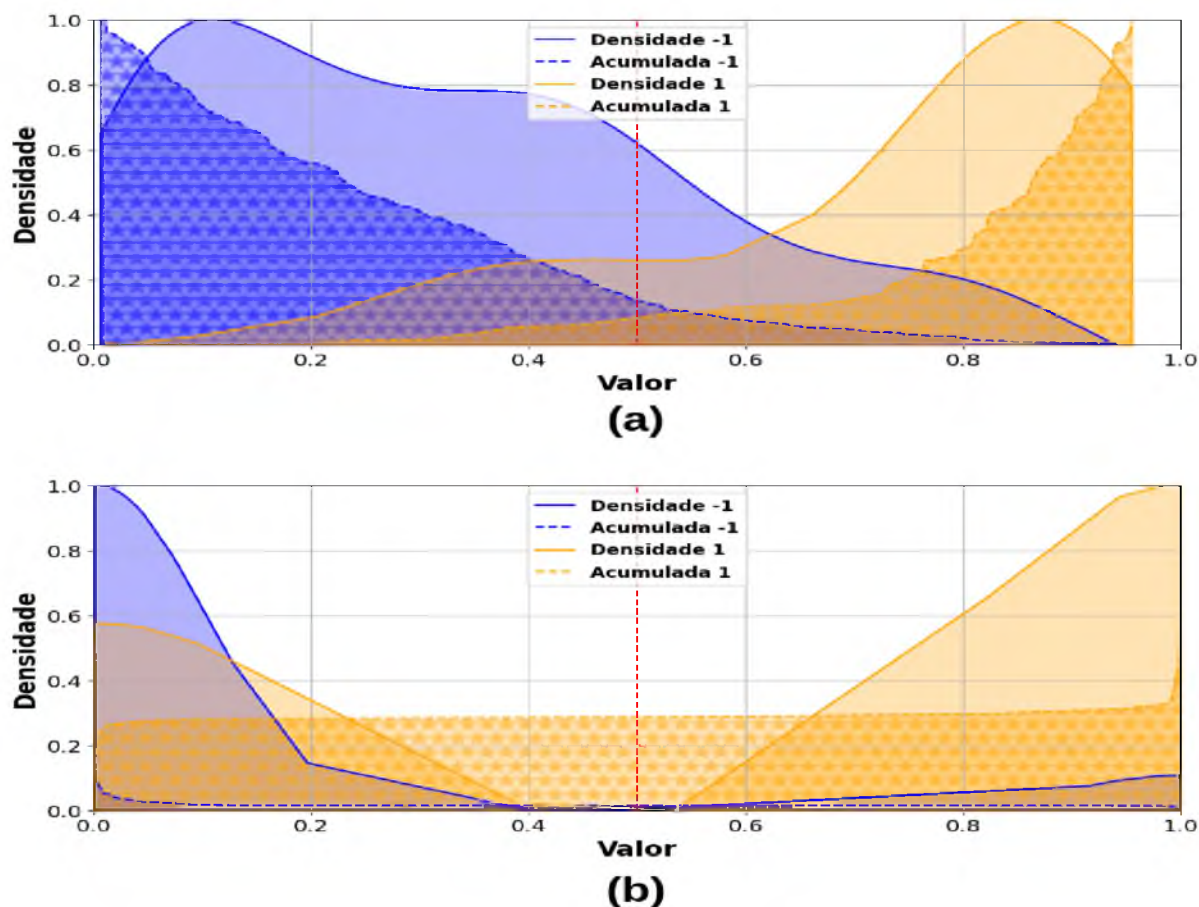 1.0
0.8
0.6
0.4
0.2
0.0
Densidade
Densidade -1
Acumulada -1
Densidade 1
Acumulada 1
0.0 0.2 0.4 0.6 0.8 1.0
Valor
(a)
1.0
0.8
0.6
0.4
0.2
0.0
Densidade
Densidade -1
Acumulada -1
Densidade 1
Acumulada 1
0.0 0.2 0.4 0.6 0.8 1.0
Valor
(b)